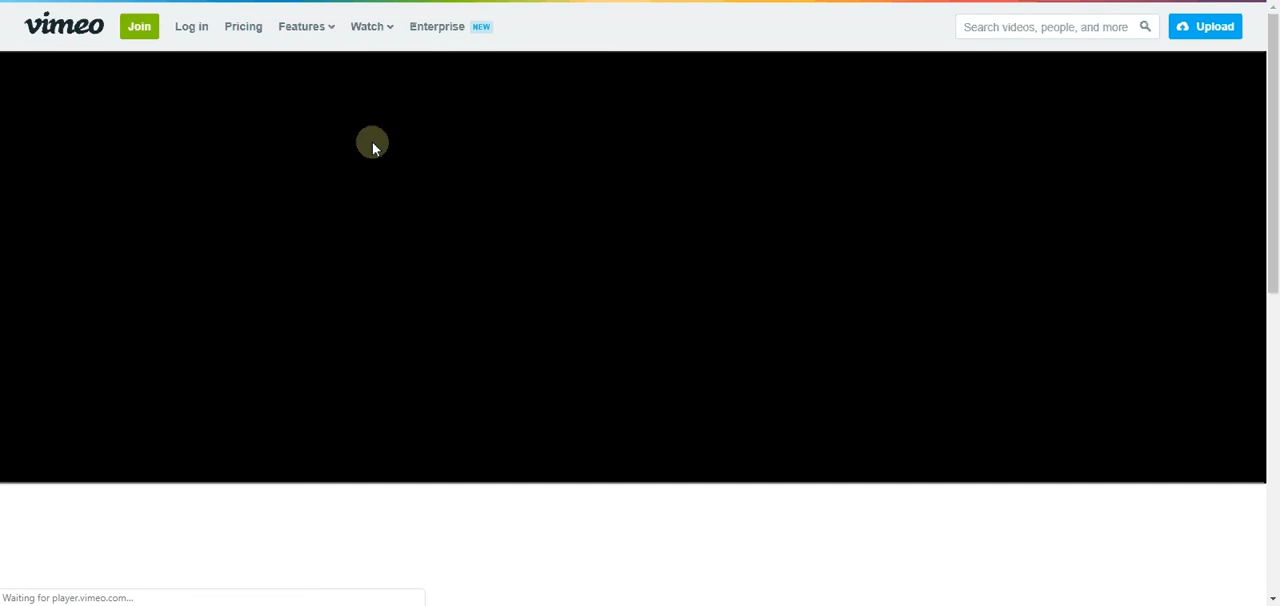 vimeo Join Log in Pricing Features Watch Enterprise NEW Search videos, people, and more Upload
Waiting for player.vimeo.com...